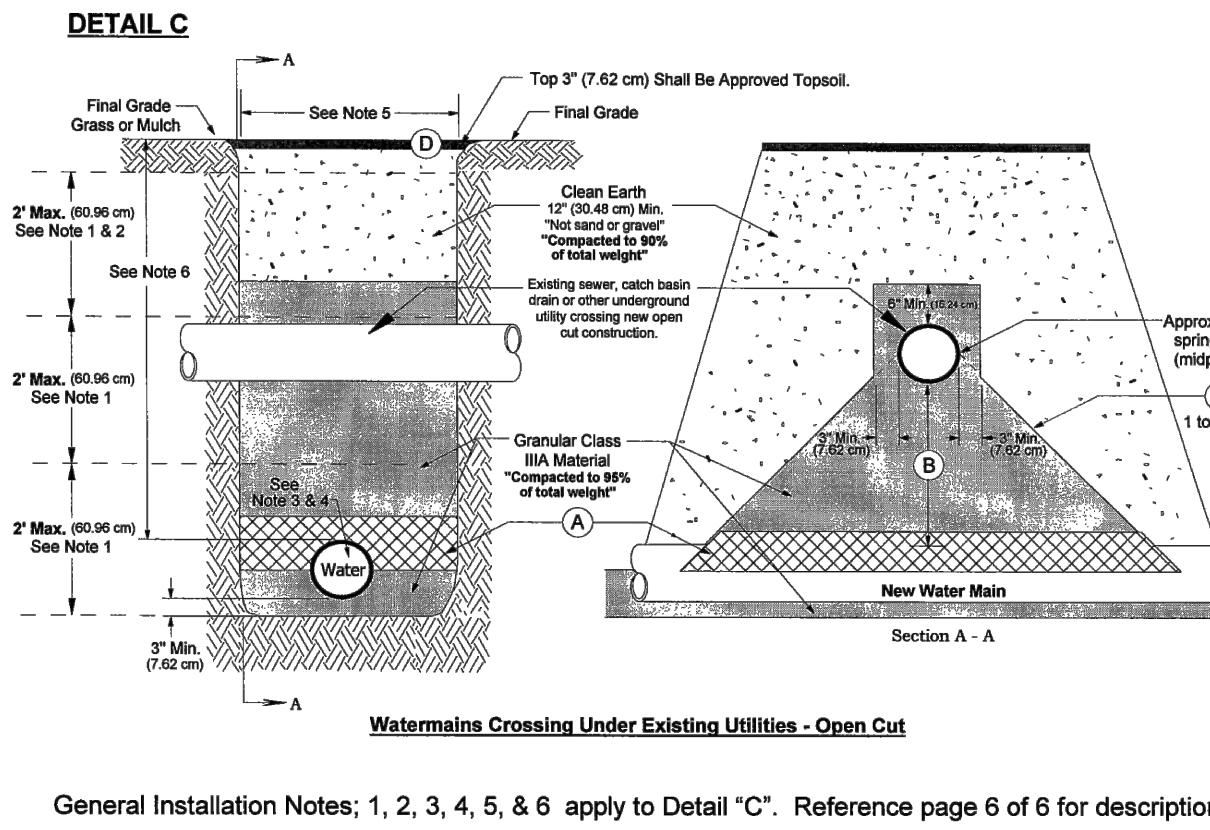 DETAIL C
A
Top 3" (7.62 cm) Shall Be Approved Topsoil.
Final Grade
Grass or Mulch
See Note 5
Final Grade
D
2' Max. (60.96 cm)
See Note 1 & 2
See Note 6
Clean Earth
12" (30.48 cm) Min.
"Not sand or gravel"
"Compacted to 90%
of total weight"
Existing sewer, catch basin
drain or other underground
utility crossing new open
cut construction.
6" Min. (15.24 cm)
Approx
spring
(midp
2' Max. (60.96 cm)
See Note 1
1 to
3" Min.
(7.62 cm)
3" Min.
(7.62 cm)
B
Granular Class
IIIA Material
"Compacted to 95%
of total weight"
See
Note 3 & 4
A
2' Max. (60.96 cm)
See Note 1
Water
New Water Main
3" Min.
(7.62 cm)
Section A - A
A
Watermains Crossing Under Existing Utilities - Open Cut
General Installation Notes; 1, 2, 3, 4, 5, & 6 apply to Detail "C". Reference page 6 of 6 for description